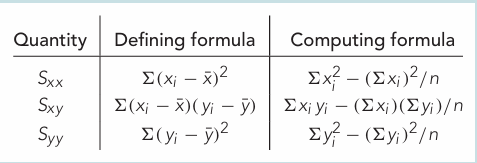 Quantity Defining formula Computing formula
Sxx Σ(xi − x̄)² Σxi² − (Σxi)²/n
Sxy Σ(xi − x̄)(yi − ȳ) Σxiyi − (Σxi)(Σyi)/n
Syy Σ(yi − ȳ)² Σyi² − (Σyi)²/n